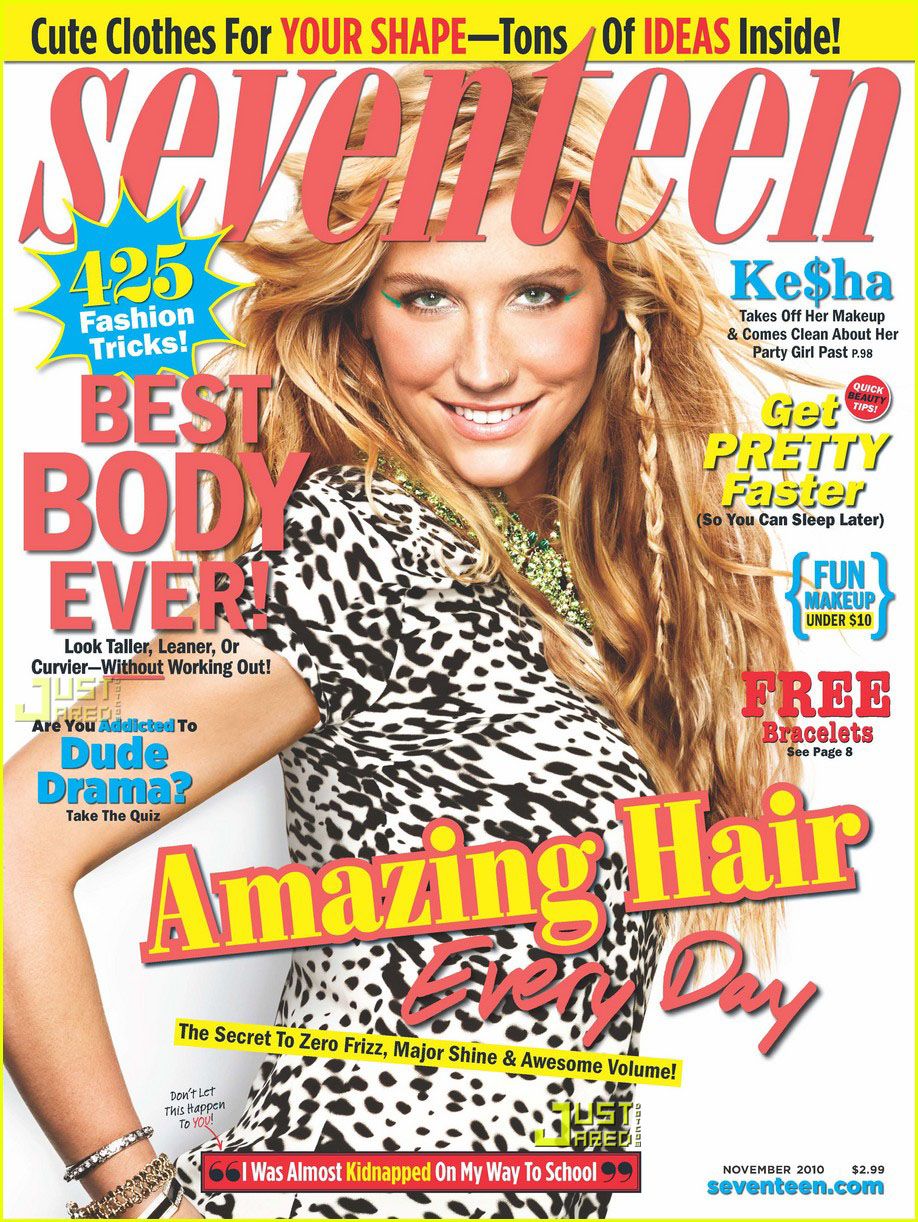 Cute Clothes For YOUR SHAPE—Tons Of IDEAS Inside!
seventeen
425
Fashion
Tricks!
Ke$ha
Takes Off Her Makeup
& Comes Clean About Her
Party Girl Past P.98
BEST
BODY
EVER!
Look Taller, Leaner, Or
Curvier—Without Working Out!
QUICK
BEAUTY
TIPS!
Get
PRETTY
Faster
(So You Can Sleep Later)
{FUN
MAKEUP
UNDER $10}
JUST
JARED
DOTCOM
Are You Addicted To
Dude
Drama?
Take The Quiz
FREE
Bracelets
See Page 8
Amazing Hair
Every Day
The Secret To Zero Frizz, Major Shine & Awesome Volume!
Don't Let
This Happen
To YOU!
JUST
JARED
DOTCOM
“I Was Almost Kidnapped On My Way To School”
NOVEMBER 2010 $2.99
seventeen.com